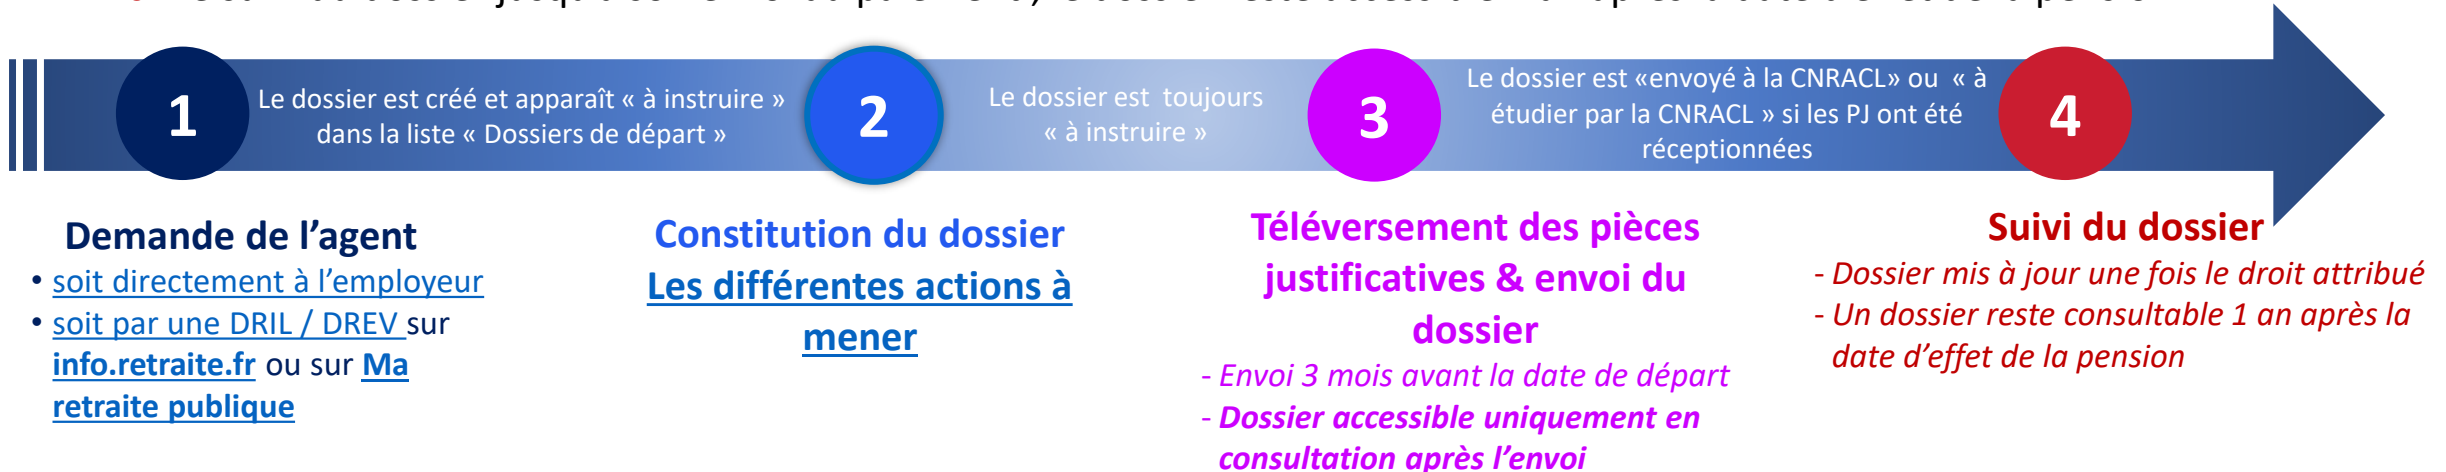 1
Le dossier est créé et apparaît « à instruire »
dans la liste « Dossiers de départ »
2
Le dossier est toujours
« à instruire »
3
Le dossier est «envoyé à la CNRACL» ou « à
étudier par la CNRACL » si les PJ ont été
réceptionnées
4
Demande de l’agent
• soit directement à l’employeur
• soit par une DRIL / DREV sur
info.retraite.fr ou sur Ma
retraite publique
Constitution du dossier
Les différentes actions à
mener
Téléversement des pièces
justificatives & envoi du
dossier
- Envoi 3 mois avant la date de départ
- Dossier accessible uniquement en
consultation après l’envoi
Suivi du dossier
- Dossier mis à jour une fois le droit attribué
- Un dossier reste consultable 1 an après la
date d’effet de la pension